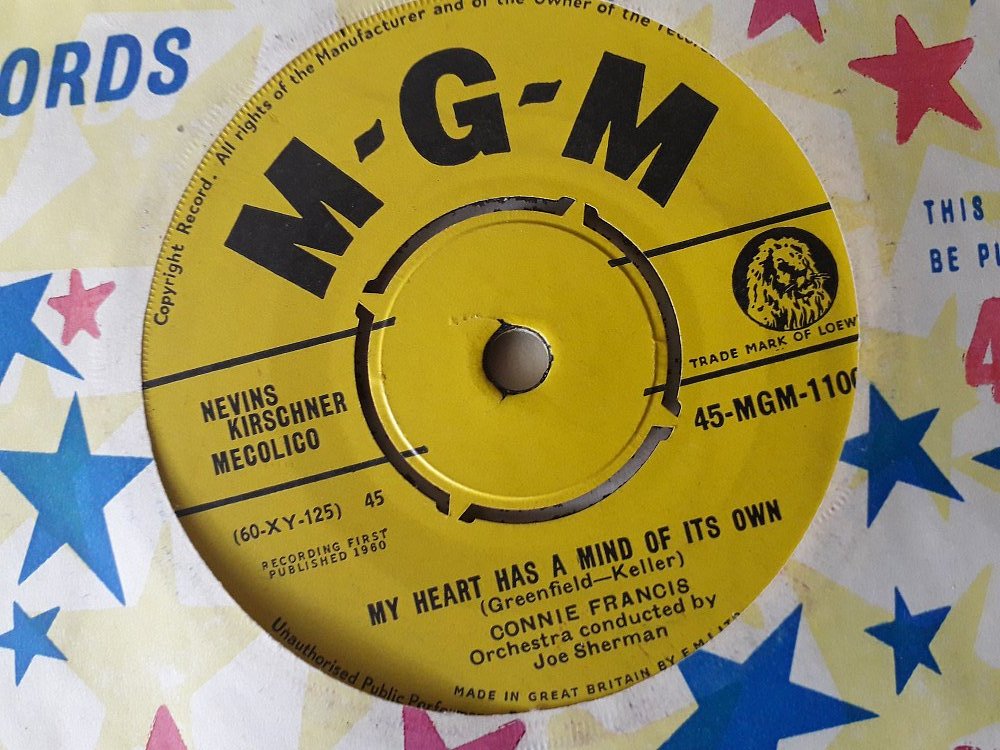 ORDS
Copyright Record. All rights of the Manufacturer and of the Owner of the
M-G-M
THIS
BE
4
TRADE MARK OF LOEW
45-MGM-110
NEVINS
KIRSCHNER
MECOLICO
(60-XY-125) 45
RECORDING FIRST
PUBLISHED 1960
MY HEART HAS A MIND OF ITS OWN
(Greenfield—Keller)
CONNIE FRANCIS
Orchestra conducted by
Joe Sherman
MADE IN GREAT BRITAIN BY E.M.I. LTD
Unauthorised Public